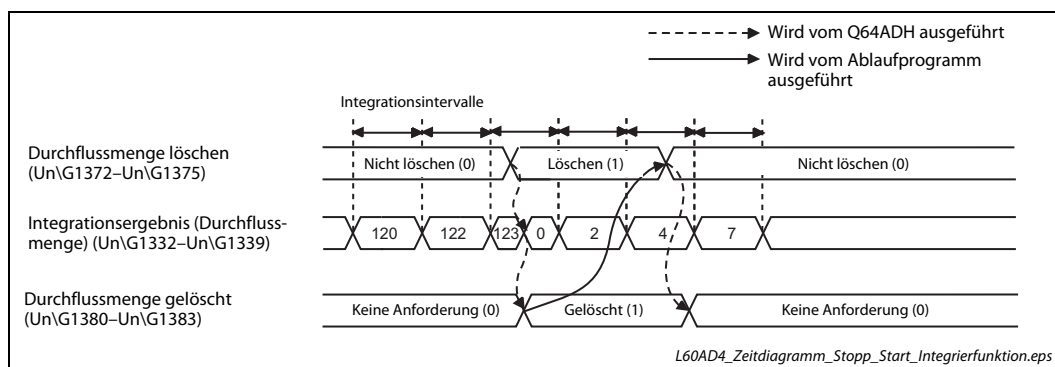 Wird vom Q64ADH ausgeführt
Wird vom Ablaufprogramm
ausgeführt
Integrationsintervalle
Durchflussmenge löschen
(Un\G1372–Un\G1375)
Nicht löschen (0)
Löschen (1)
Nicht löschen (0)
Integrationsergebnis (Durchfluss-
menge) (Un\G1332–Un\G1339)
120
122
123
0
2
4
7
Durchflussmenge gelöscht
(Un\G1380–Un\G1383)
Keine Anforderung (0)
Gelöscht (1)
Keine Anforderung (0)
L60AD4_Zeitdiagramm_Stopp_Start_Integrierfunktion.eps